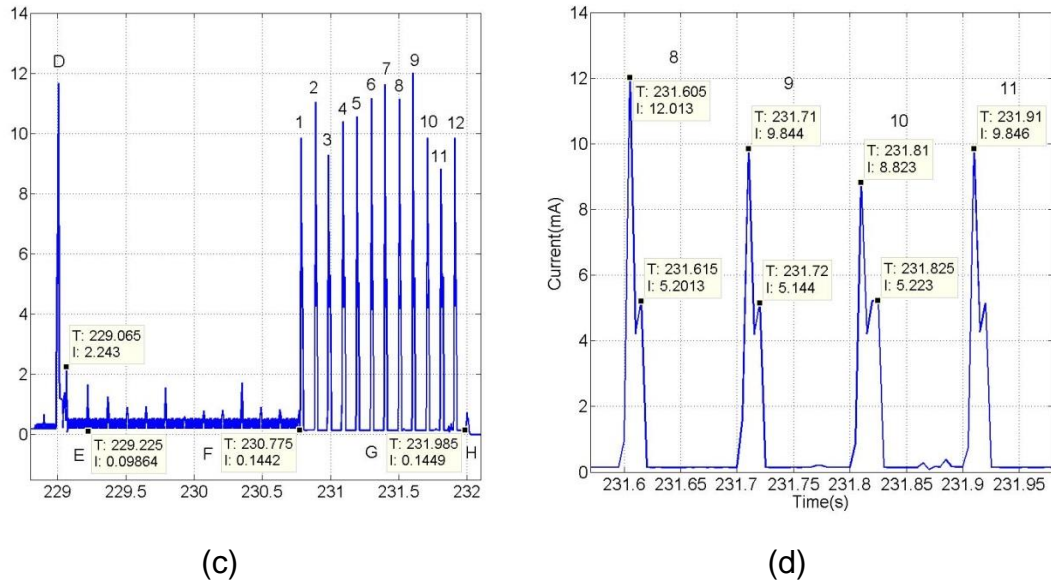 14
12
10
8
6
4
2
0
D
1
2
3
4
5
6
7
8
9
10
11
12
T: 229.065
I: 2.243
E
T: 229.225
I: 0.09864
F
T: 230.775
I: 0.1442
G
T: 231.985
I: 0.1449
H
229 229.5 230 230.5 231 231.5 232
(c)
14
12
10
8
6
4
2
0
Current(mA)
8
T: 231.605
I: 12.013
9
T: 231.71
I: 9.844
10
T: 231.81
I: 8.823
11
T: 231.91
I: 9.846
T: 231.615
I: 5.2013
T: 231.72
I: 5.144
T: 231.825
I: 5.223
231.6 231.65 231.7 231.75 231.8 231.85 231.9 231.95
Time(s)
(d)